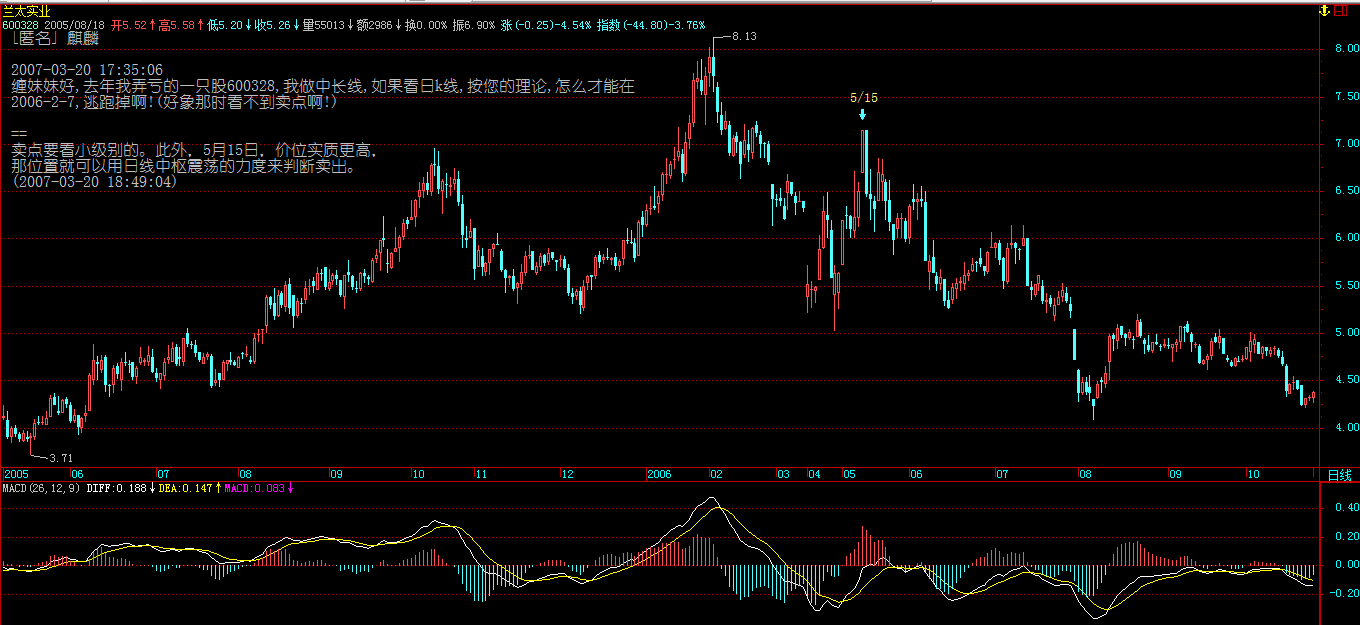 兰太实业
600328 2005/08/18 开5.52↑高5.58↑低5.20↓收5.26↓量55013↓额2986↓换0.00% 振6.90% 涨(-0.25)-4.54% 指数(-44.80)-3.76%
[匿名] 麒麟
2007-03-20 17:35:06
缠妹妹好,去年我弄亏的一只股600328,我做中长线,如果看日k线,按您的理论,怎么才能在
2006-2-7,逃跑掉啊!(好象那时看不到卖点啊!)
==
卖点要看小级别的。此外，5月15日，价位实质更高，
那位置就可以用日线中枢震荡的力度来判断卖出。
(2007-03-20 18:49:04)
8.13
5/15
3.71
8.00
7.50
7.00
6.50
6.00
5.50
5.00
4.50
4.00
2005 06 07 08 09 10 11 12 2006 02 03 04 05 06 07 08 09 10 日线
MACD(26,12,9) DIFF:0.188↓ DEA:0.147↑ MACD:0.083↓
0.40
0.20
0.00
-0.20